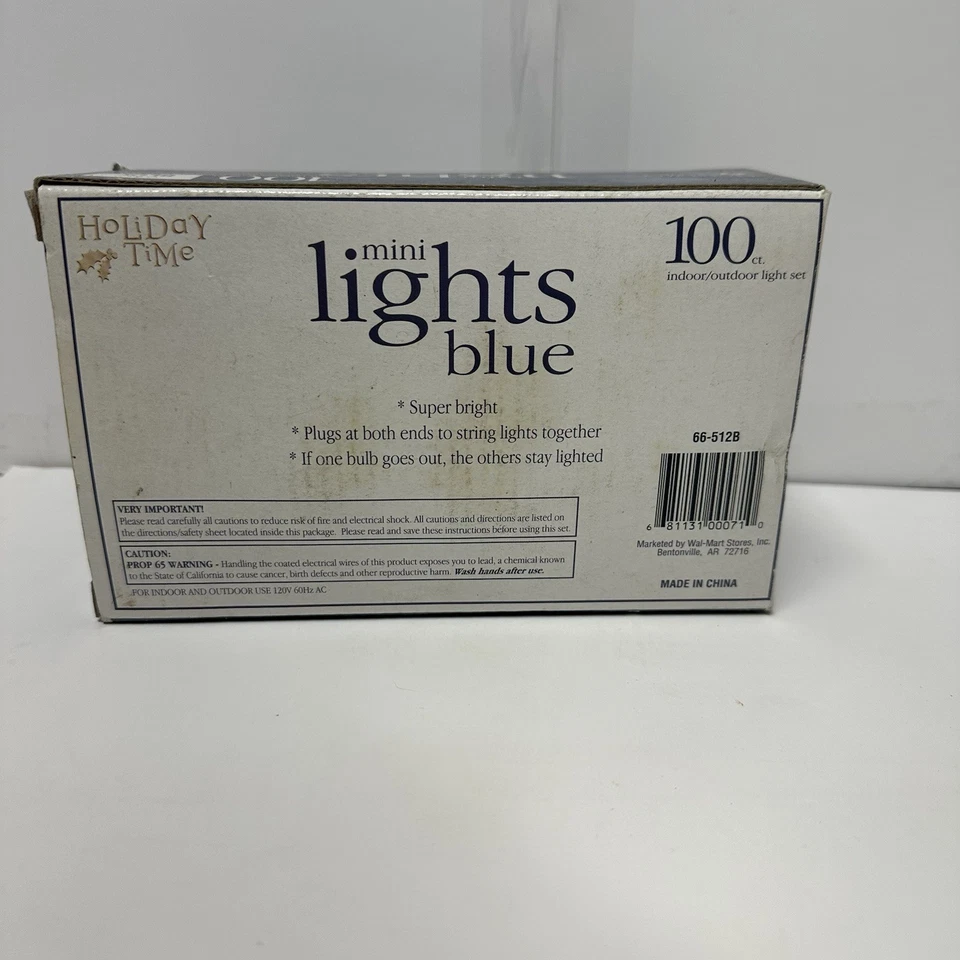 HOLiDaY
TiMe
mini
lights
blue
100 ct.
indoor/outdoor light set
* Super bright
* Plugs at both ends to string lights together
* If one bulb goes out, the others stay lighted
66-512B
6 81131 00071 0
Marketed by Wal-Mart Stores, Inc.
Bentonville, AR 72716
MADE IN CHINA
VERY IMPORTANT!
Please read carefully all cautions to reduce risk of fire and electrical shock. All cautions and directions are listed on
the directions/safety sheet located inside this package. Please read and save these instructions before using this set.
CAUTION:
PROP 65 WARNING - Handling the coated electrical wires of this product exposes you to lead, a chemical known
to the State of California to cause cancer, birth defects and other reproductive harm. Wash hands after use.
FOR INDOOR AND OUTDOOR USE 120V 60Hz AC